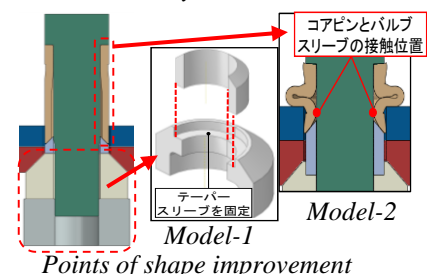 コアピンとバルブ
スリーブの接触位置
テーパー
スリーブを固定
Model-1
Model-2
Points of shape improvement